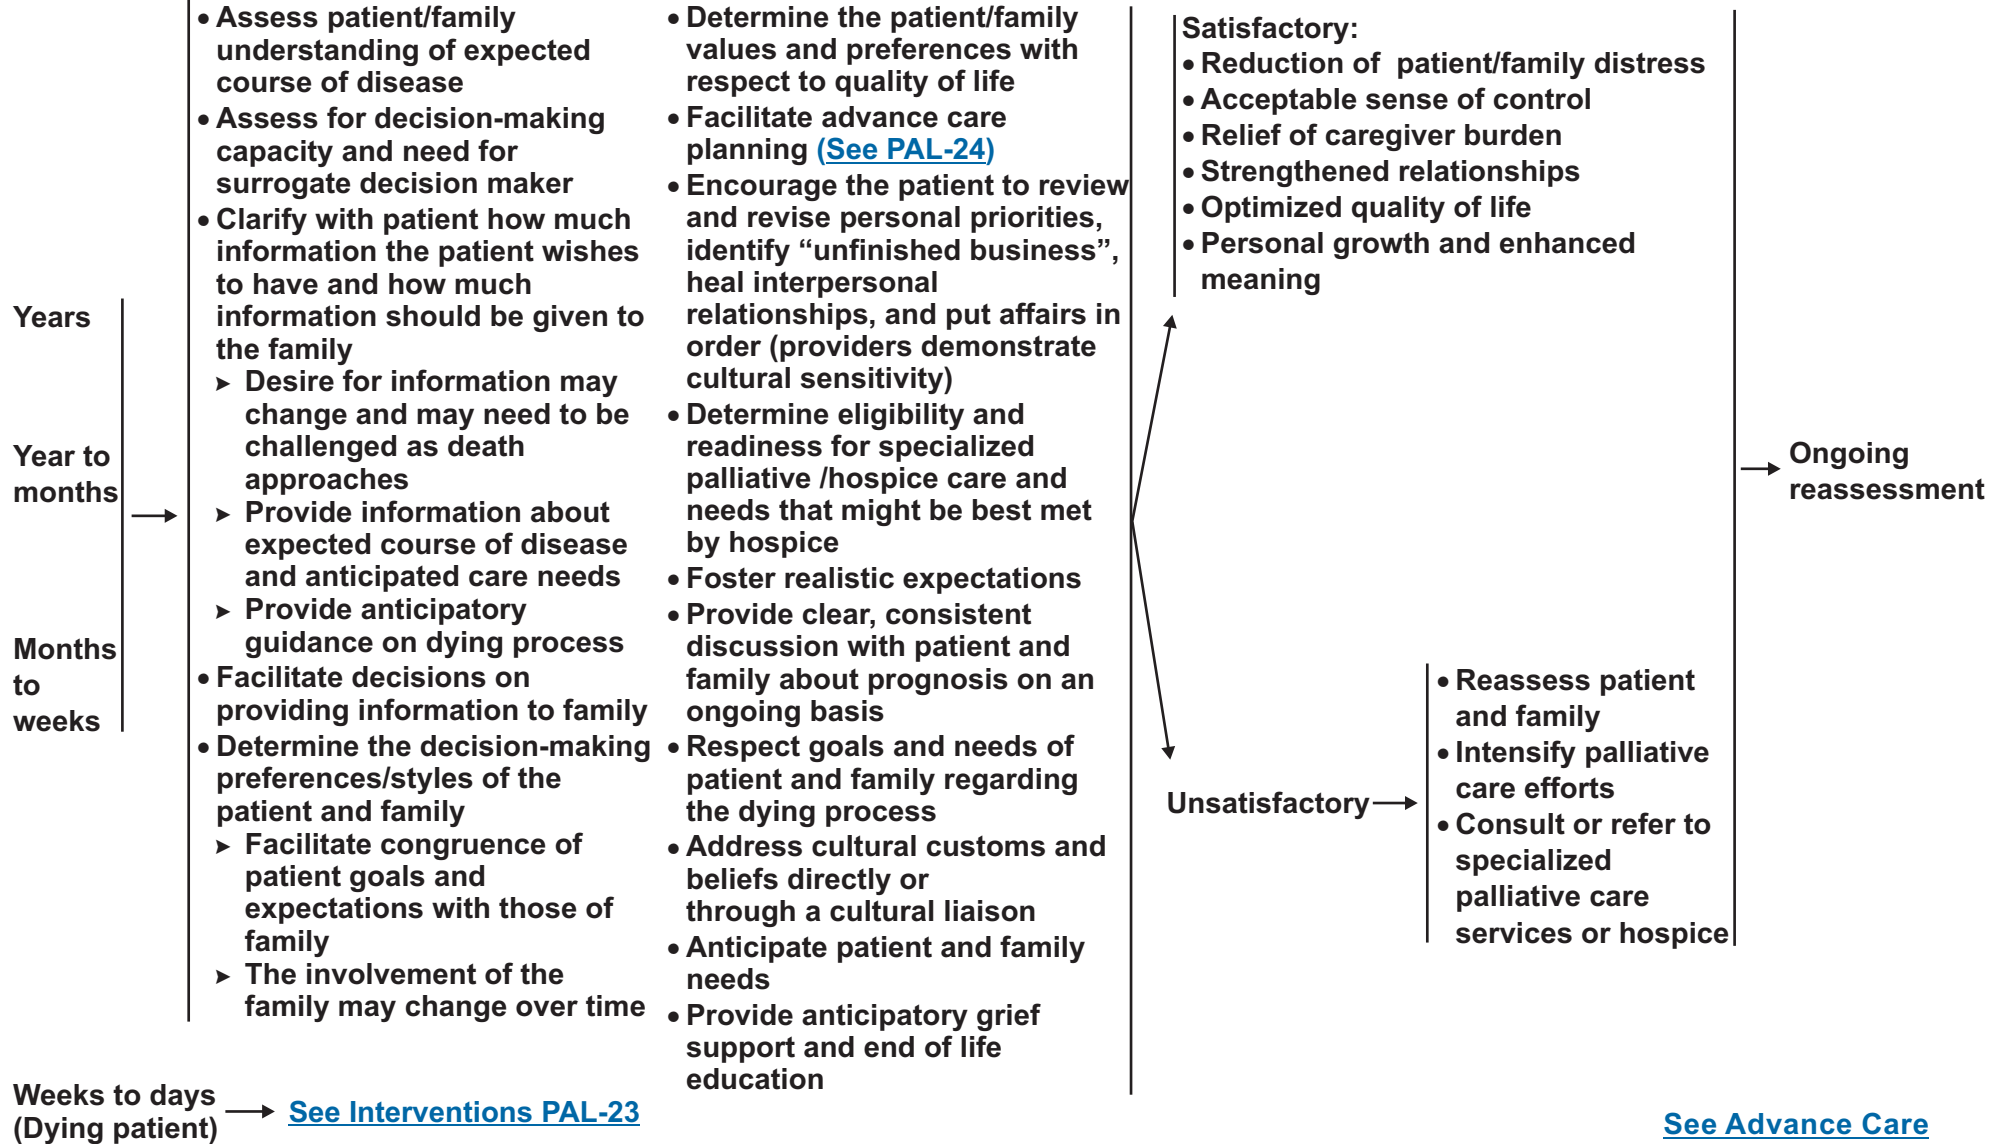 Years
Year to
months
Months
to
weeks
• Assess patient/family
understanding of expected
course of disease
• Assess for decision-making
capacity and need for
surrogate decision maker
• Clarify with patient how much
information the patient wishes
to have and how much
information should be given to
the family
➤ Desire for information may
change and may need to be
challenged as death
approaches
➤ Provide information about
expected course of disease
and anticipated care needs
➤ Provide anticipatory
guidance on dying process
• Facilitate decisions on
providing information to family
• Determine the decision-making
preferences/styles of the
patient and family
➤ Facilitate congruence of
patient goals and
expectations with those of
family
➤ The involvement of the
family may change over time
• Determine the patient/family
values and preferences with
respect to quality of life
• Facilitate advance care
planning (See PAL-24)
• Encourage the patient to review
and revise personal priorities,
identify “unfinished business”,
heal interpersonal
relationships, and put affairs in
order (providers demonstrate
cultural sensitivity)
• Determine eligibility and
readiness for specialized
palliative /hospice care and
needs that might be best met
by hospice
• Foster realistic expectations
• Provide clear, consistent
discussion with patient and
family about prognosis on an
ongoing basis
• Respect goals and needs of
patient and family regarding
the dying process
• Address cultural customs and
beliefs directly or
through a cultural liaison
• Anticipate patient and family
needs
• Provide anticipatory grief
support and end of life
education
Satisfactory:
• Reduction of patient/family distress
• Acceptable sense of control
• Relief of caregiver burden
• Strengthened relationships
• Optimized quality of life
• Personal growth and enhanced
meaning
Unsatisfactory
• Reassess patient
and family
• Intensify palliative
care efforts
• Consult or refer to
specialized
palliative care
services or hospice
Ongoing
reassessment
Weeks to days
(Dying patient)
See Interventions PAL-23
See Advance Care